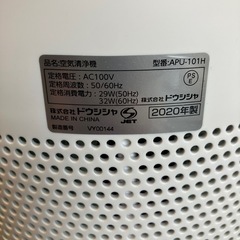 品名:空気清浄機 型番:APU-101H
定格電圧:AC100V
定格周波数:50/60Hz
定格消費電力:29W(50Hz)
32W(60Hz)
株式会社ドウシシャ
MADE IN CHINA
製造番号 VY0D144
PS
E
JET
株式会社ドウシシャ
2020年製